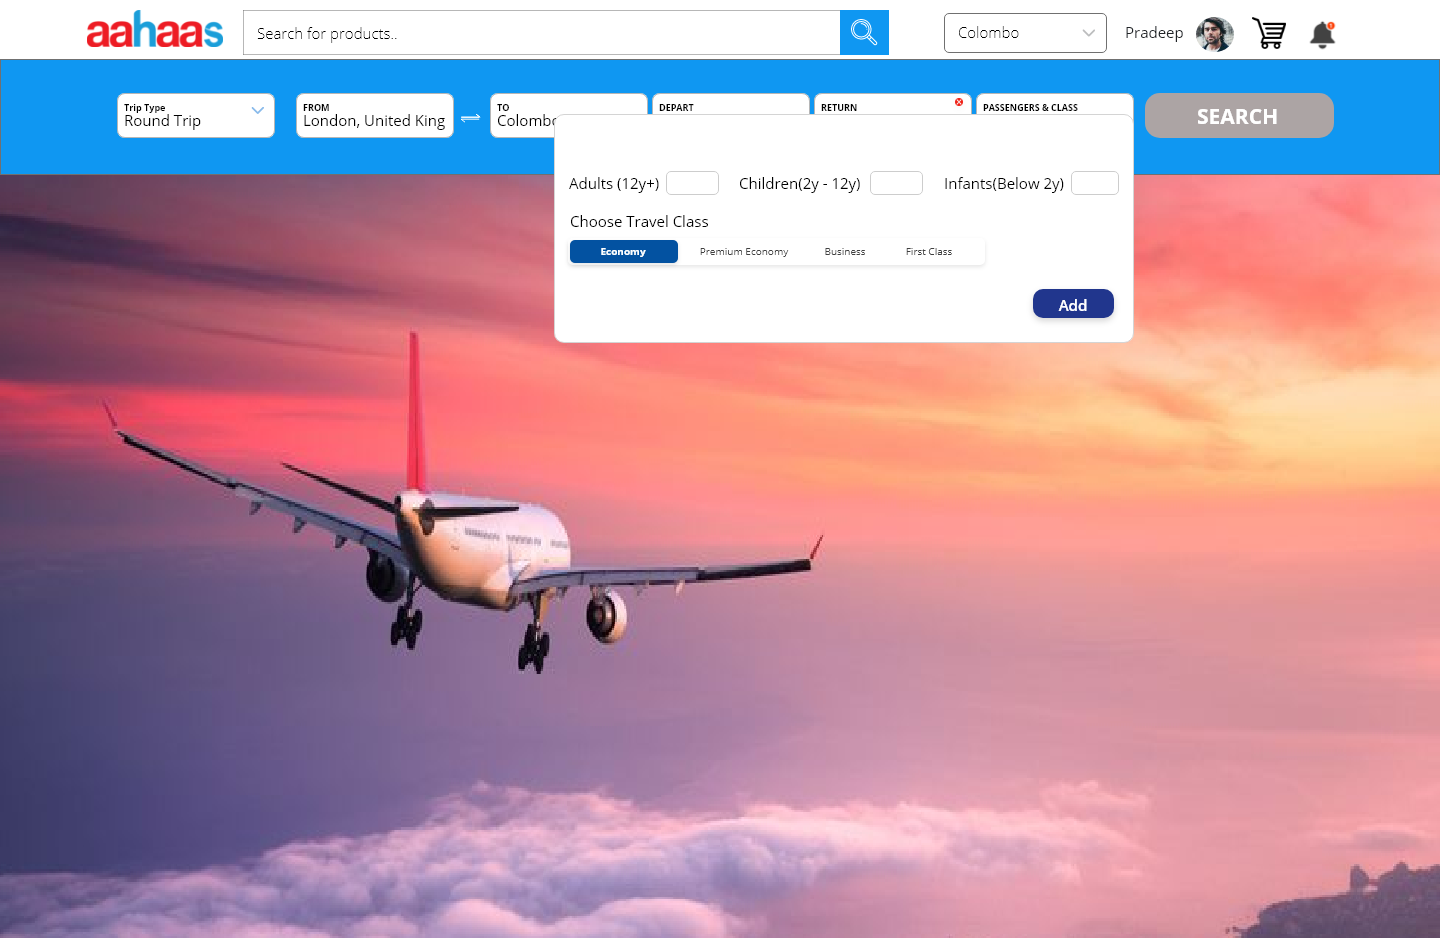 aahaas
Search for products..
Colombo
Pradeep
Trip Type
Round Trip
FROM
London, United King
TO
Colombo
DEPART
RETURN
PASSENGERS & CLASS
SEARCH
Adults (12y+)
Children(2y - 12y)
Infants(Below 2y)
Choose Travel Class
Economy
Premium Economy
Business
First Class
Add